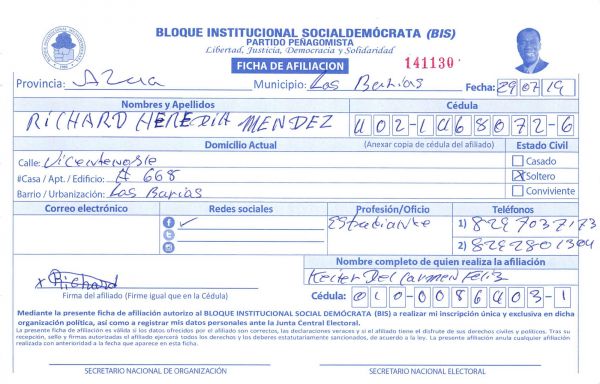 BLOQUE INSTITUCIONAL SOCIALDEMÓCRATA (BIS)
PARTIDO PEÑAGOMISTA
Libertad, Justicia, Democracia y Solidaridad
FICHA DE AFILIACION 141130
Provincia: Azua Municipio: Las Barias Fecha: 29/07/19
Nombres y Apellidos Cédula
RICHARD HEREDIA MENDEZ 402-1468072-6
Domicilio Actual (Anexar copia de cédula del afiliado) Estado Civil
Calle: Vicente noble Casado
#Casa / Apt. / Edificio: # 668 X Soltero
Barrio / Urbanización: Las Barias Conviviente
Correo electrónico Redes sociales Profesión/Oficio Teléfonos
Estudiante 1) 829 703 7173
2) 829 280 1304
Nombre completo de quien realiza la afiliación
x Richard Keiter Del Carmen Feliz
Firma del afiliado (Firme igual que en la Cédula) Cédula: 010-0086403-1
Mediante la presente ficha de afiliación autorizo al BLOQUE INSTITUCIONAL SOCIAL DEMÓCRATA (BIS) a realizar mi inscripción única y exclusiva en dicha
organización política, así como a registrar mis datos personales ante la Junta Central Electoral.
La presente ficha de afiliación es válida si los datos ofrecidos por el afiliado son correctos, las declaraciones veraces y si el afiliado tiene el disfrute de sus derechos civiles y políticos. Tras su
recepción, sello y firmas autorizadas el afiliado ejercerá todos los derechos y los deberes estatutariamente sancionados, de acuerdo a la ley. La presente afiliación anula cualquier afiliación
realizada con anterioridad a la fecha que aparece en esta ficha.
SECRETARIO NACIONAL DE ORGANIZACIÓN SECRETARIO NACIONAL ELECTORAL